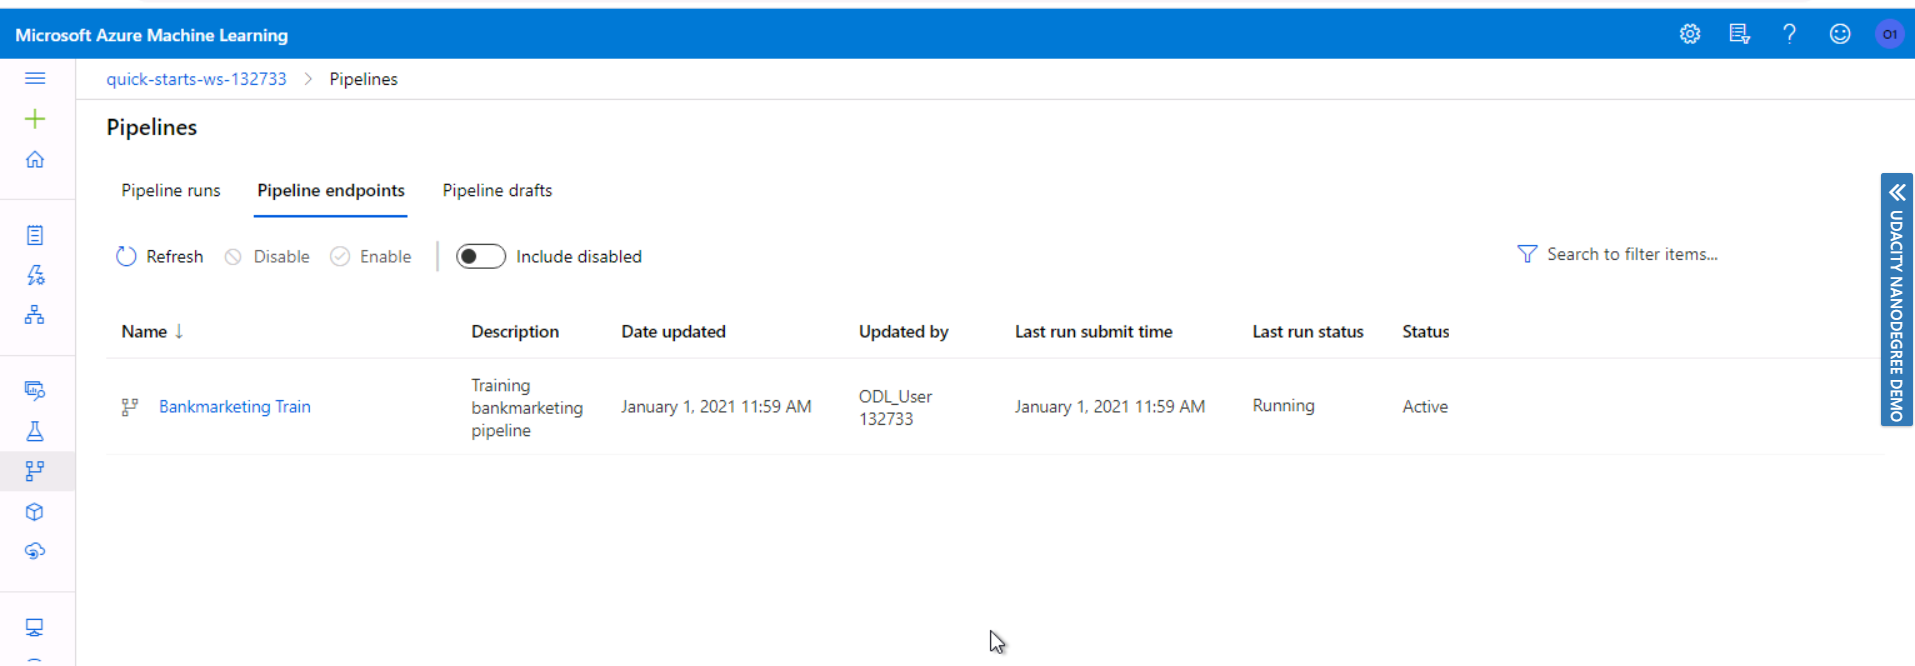 Microsoft Azure Machine Learning
?
O1
quick-starts-ws-132733 > Pipelines
Pipelines
Pipeline runs Pipeline endpoints Pipeline drafts
Refresh Disable Enable Include disabled Search to filter items...
Name ↓ Description Date updated Updated by Last run submit time Last run status Status
Bankmarketing Train
Training
bankmarketing
pipeline
January 1, 2021 11:59 AM
ODL_User
132733
January 1, 2021 11:59 AM
Running
Active
UDACITY NANODEGREE DEMO